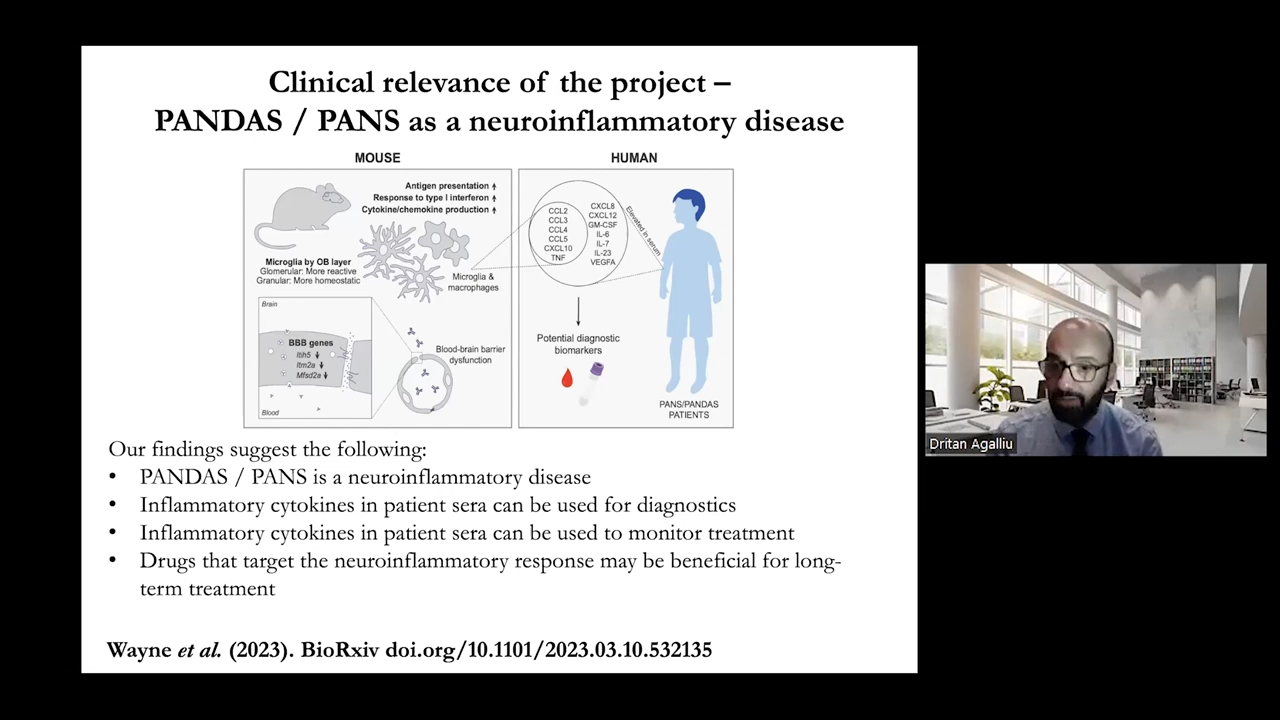 Clinical relevance of the project –
PANDAS / PANS as a neuroinflammatory disease
MOUSE
Antigen presentation ↑
Response to type I interferon ↑
Cytokine/chemokine production ↑
Microglia by OB layer
Glomerular: More reactive
Granular: More homeostatic
Microglia &
macrophages
Brain
BBB genes
Itih5 ↓
Itm2a ↓
Mfsd2a ↓
Blood
Blood-brain barrier
dysfunction
HUMAN
CCL2
CCL3
CCL4
CCL5
CXCL10
TNF
CXCL8
CXCL12
GM-CSF
IL-6
IL-7
IL-23
VEGFA
Elevated in serum
Potential diagnostic
biomarkers
PANS/PANDAS
PATIENTS
Our findings suggest the following:
• PANDAS / PANS is a neuroinflammatory disease
• Inflammatory cytokines in patient sera can be used for diagnostics
• Inflammatory cytokines in patient sera can be used to monitor treatment
• Drugs that target the neuroinflammatory response may be beneficial for long-
term treatment
Wayne et al. (2023). BioRxiv doi.org/10.1101/2023.03.10.532135
Dritan Agalliu